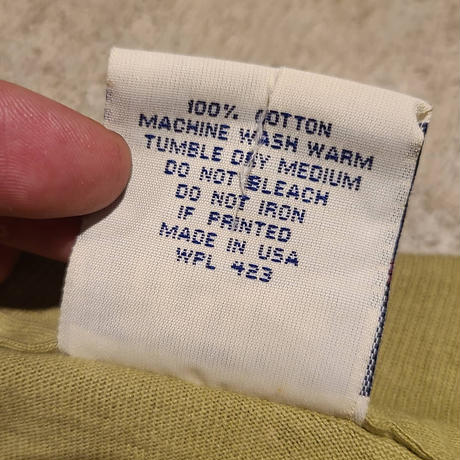 100% COTTON
MACHINE WASH WARM
TUMBLE DRY MEDIUM
DO NOT BLEACH
DO NOT IRON
IF PRINTED
MADE IN USA
WPL 423